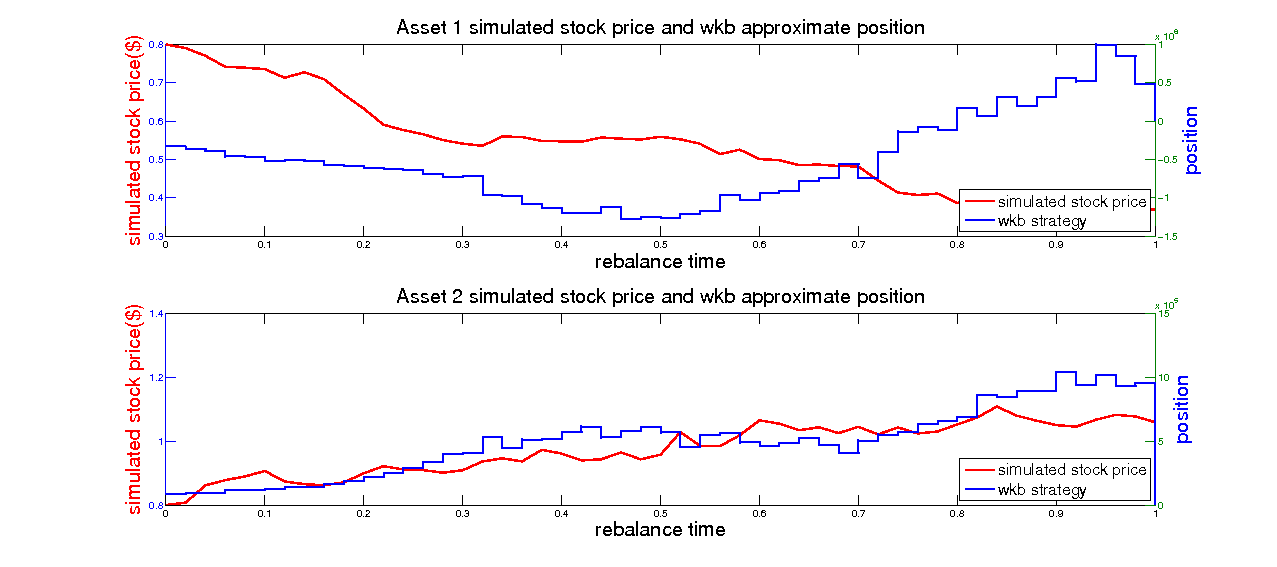 Asset 1 simulated stock price and wkb approximate position
x 10^6
simulated stock price($)
0.8
0.7
0.6
0.5
0.4
0.3
1
0.5
0
-0.5
-1
-1.5
position
simulated stock price
wkb strategy
0 0.1 0.2 0.3 0.4 0.5 0.6 0.7 0.8 0.9 1
rebalance time
Asset 2 simulated stock price and wkb approximate position
simulated stock price($)
1.4
1.2
1
0.8
15
10
5
0
position
simulated stock price
wkb strategy
0 0.1 0.2 0.3 0.4 0.5 0.6 0.7 0.8 0.9 1
rebalance time